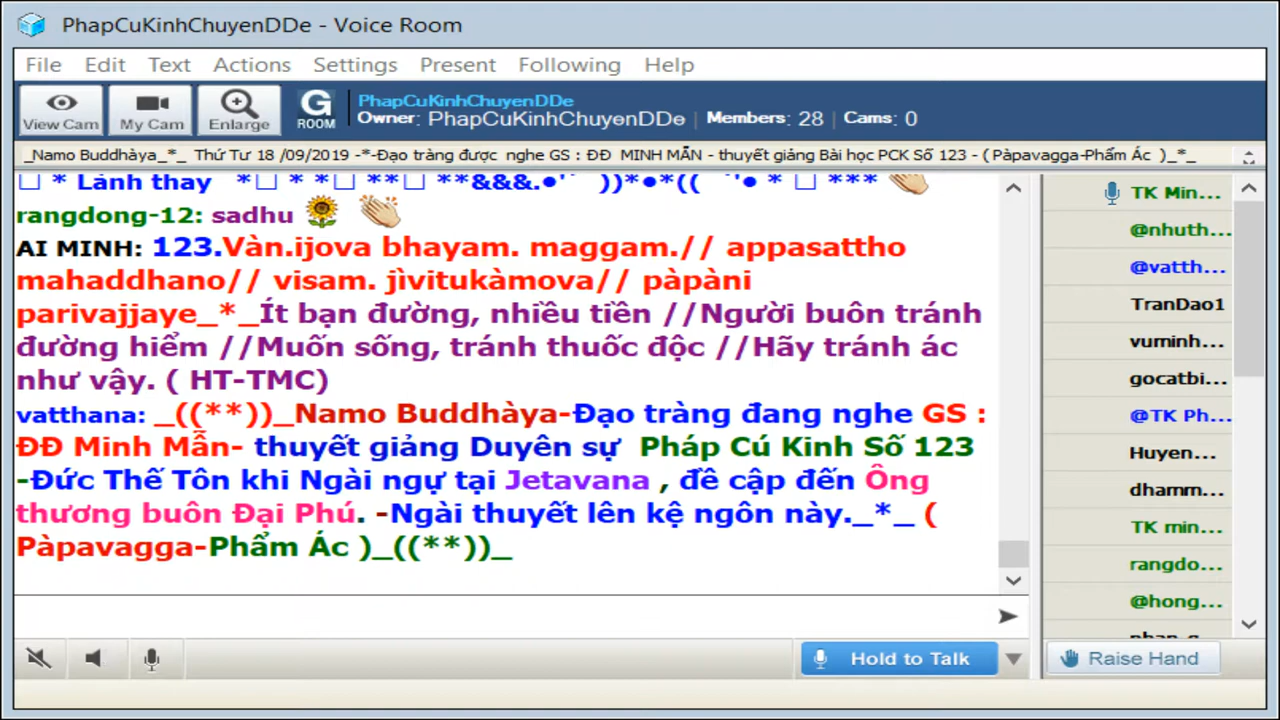 PhapCuKinhChuyenDDe - Voice Room
File Edit Text Actions Settings Present Following Help
View Cam My Cam Enlarge G ROOM
PhapCuKinhChuyenDDe
Owner: PhapCuKinhChuyenDDe | Members: 28 | Cams: 0
_Namo Buddhàya_*_ Thứ Tư 18 /09/2019 -*-Đạo tràng được nghe GS : ĐĐ MINH MẪN - thuyết giảng Bài học PCK Số 123 - ( Pàpavagga-Phẩm Ác )_*_
* Lành thay *□ * *□ **□ **&&&.●'` ))*●*(( ´'● * □ ***
rangdong-12: sadhu
AI MINH: 123.Vàn.ijova bhayam. maggam.// appasattho
mahaddhano// visam. jìvitukàmova// pàpàni
parivajjaye_*_Ít bạn đường, nhiều tiền //Người buôn tránh
đường hiểm //Muốn sống, tránh thuốc độc //Hãy tránh ác
như vậy. ( HT-TMC)
vatthana: _((**))_Namo Buddhàya-Đạo tràng đang nghe GS :
ĐĐ Minh Mẫn- thuyết giảng Duyên sự Pháp Cú Kinh Số 123
-Đức Thế Tôn khi Ngài ngự tại Jetavana , đề cập đến Ông
thương buôn Đại Phú. -Ngài thuyết lên kệ ngôn này._*_ (
Pàpavagga-Phẩm Ác )_((**))_
TK Min...
@nhuth...
@vatth...
TranDao1
vuminh...
gocatbi...
@TK Ph...
Huyen...
dhamm...
TK min...
rangdo...
@hong...
Hold to Talk
Raise Hand